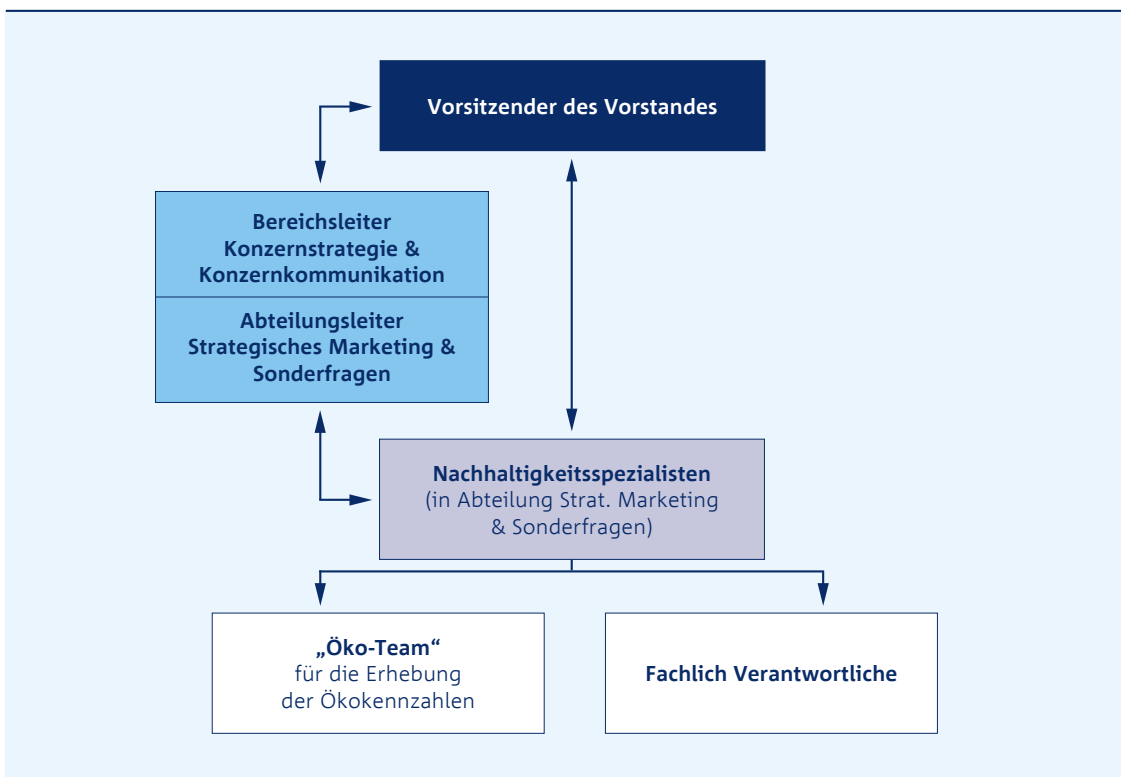 Vorsitzender des Vorstandes
Bereichsleiter
Konzernstrategie &
Konzernkommunikation
Abteilungsleiter
Strategisches Marketing &
Sonderfragen
Nachhaltigkeitsspezialisten
(in Abteilung Strat. Marketing
& Sonderfragen)
„Öko-Team“
für die Erhebung
der Ökokennzahlen
Fachlich Verantwortliche